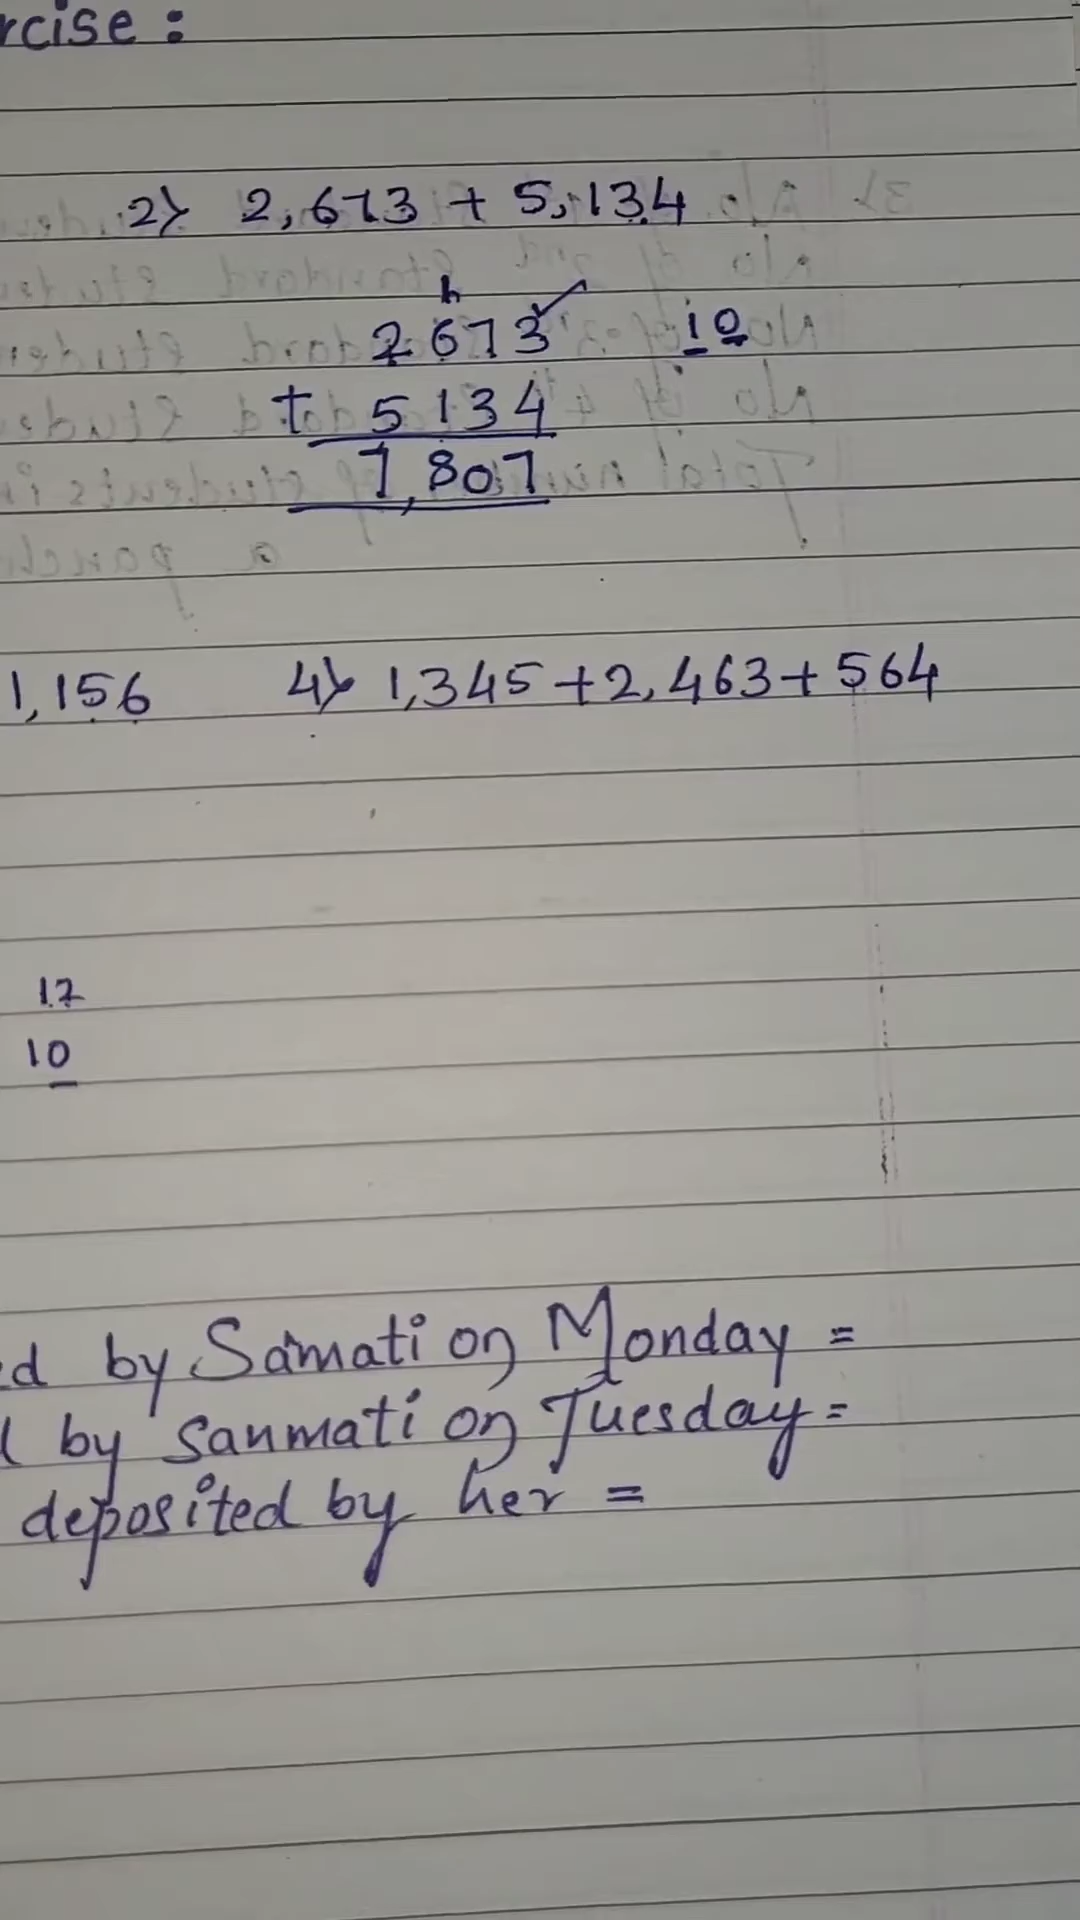 rcise :
2) 2,673 + 5,134
2673 10
+ 5134
7,807
1,156 4) 1,345 + 2,463 + 564
17
10
by Samati on Monday =
by Sanmati on Tuesday =
deposited by her =